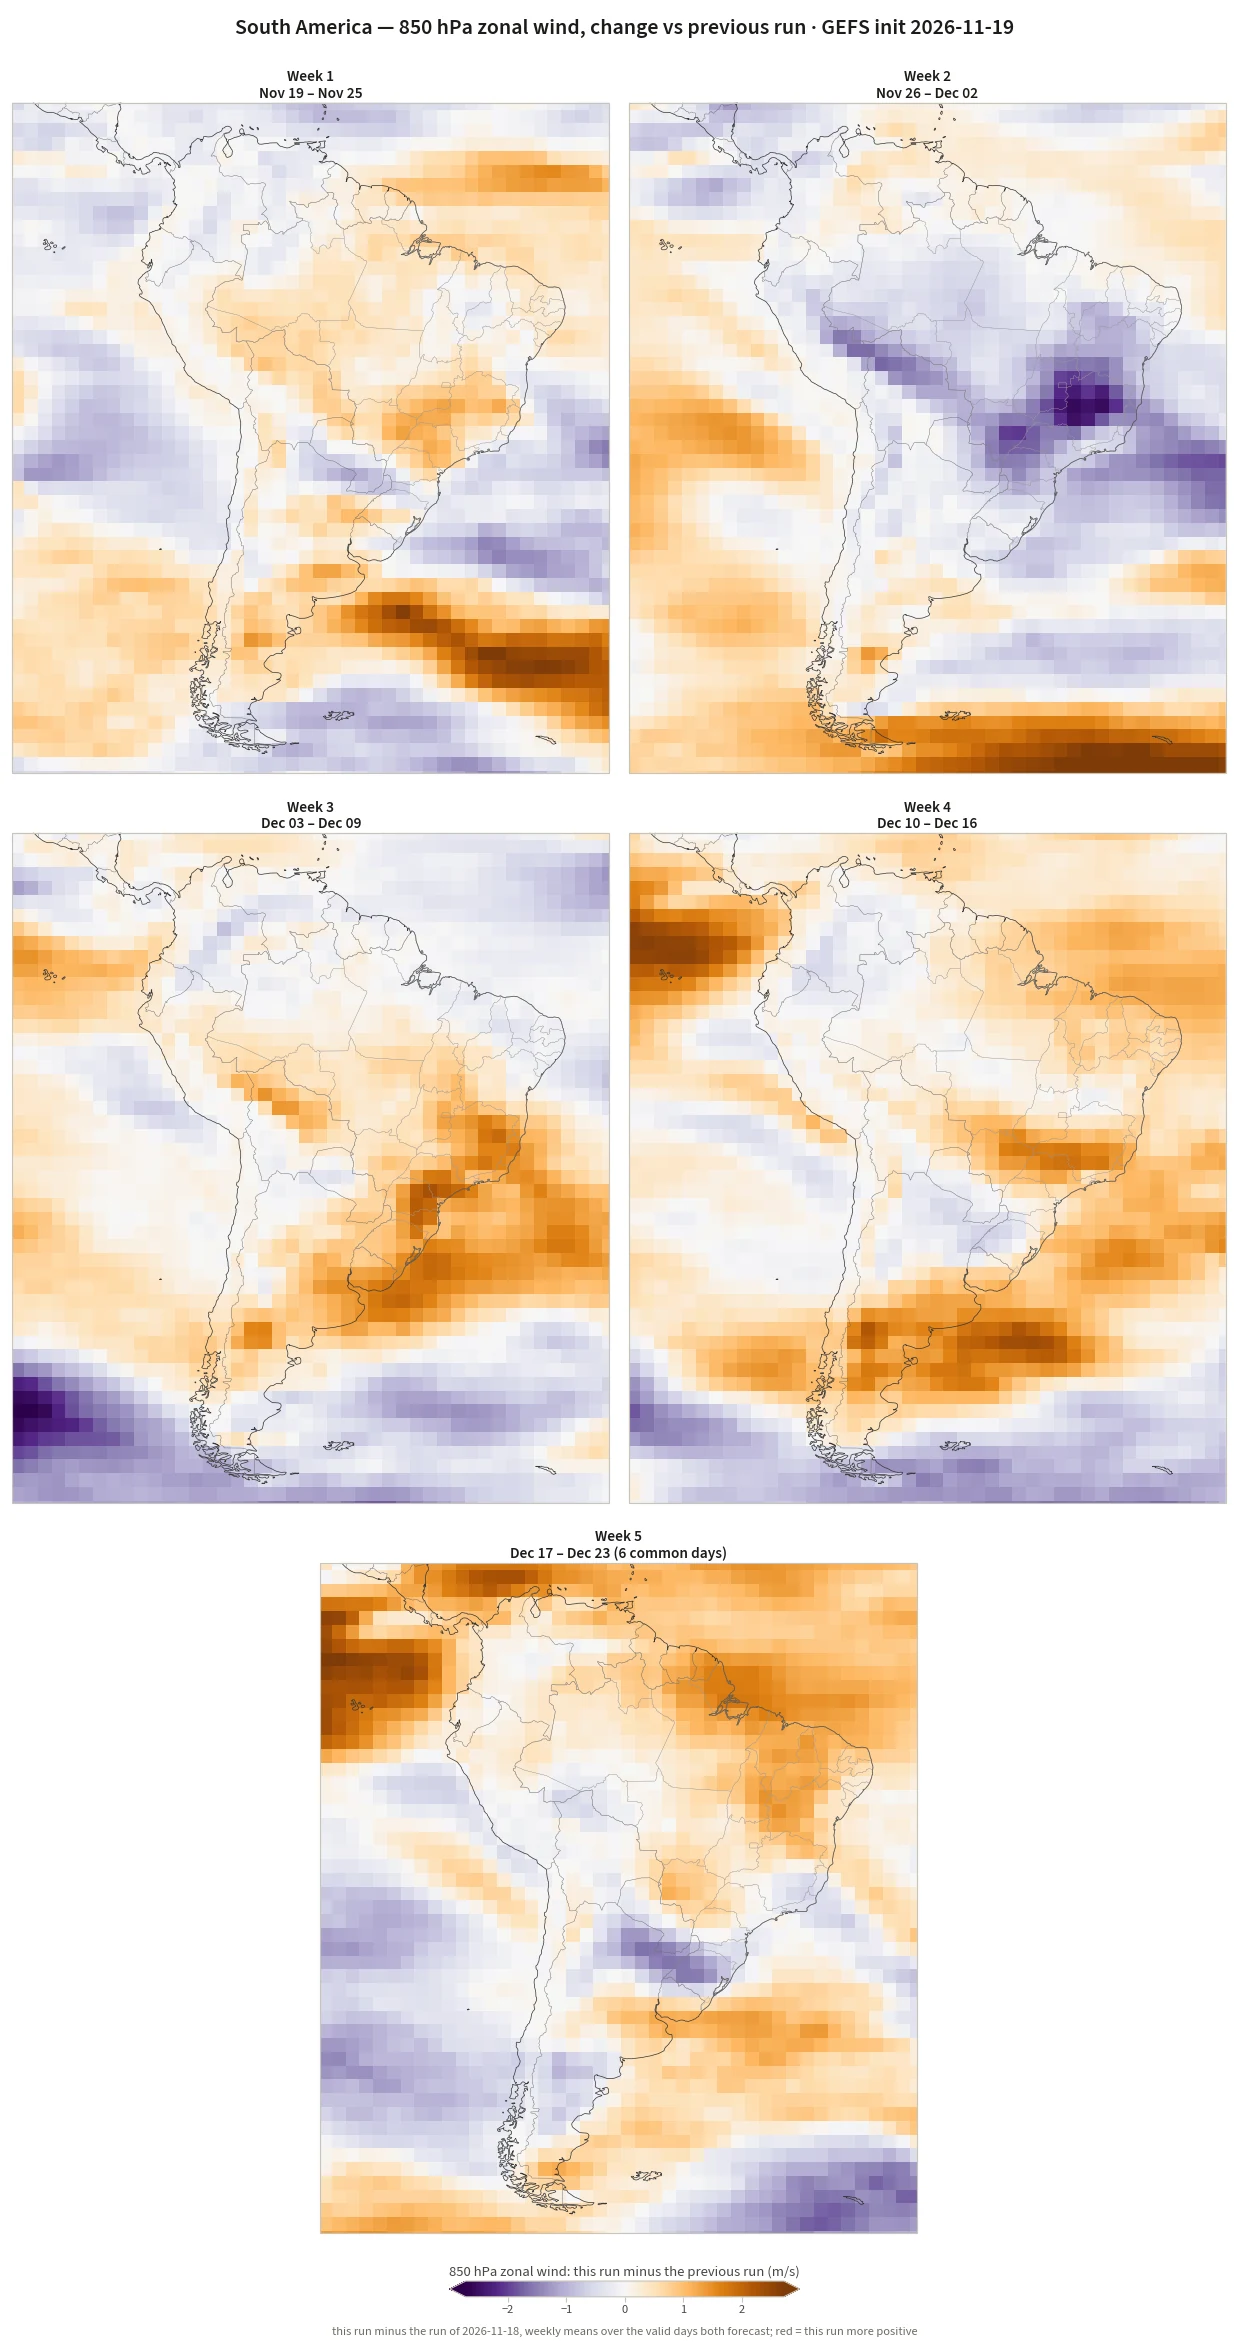 South America — 850 hPa zonal wind, change vs previous run · GEFS init 2026-11-19
Week 1
Nov 19 – Nov 25
Week 2
Nov 26 – Dec 02
Week 3
Dec 03 – Dec 09
Week 4
Dec 10 – Dec 16
Week 5
Dec 17 – Dec 23 (6 common days)
850 hPa zonal wind: this run minus the previous run (m/s)
−2 −1 0 1 2
this run minus the run of 2026-11-18, weekly means over the valid days both forecast; red = this run more positive